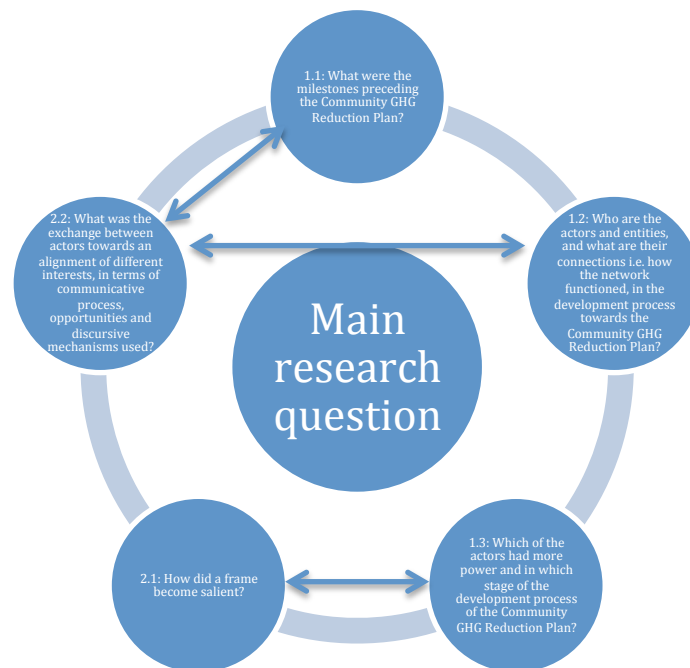 1.1: What were the
milestones preceding
the Community GHG
Reduction Plan?
2.2: What was the
exchange between
actors towards an
alignment of different
interests, in terms of
communicative
process,
opportunities and
discursive
mechanisms used?
1.2: Who are the
actors and entities,
and what are their
connections i.e. how
the network
functioned, in the
development process
towards the
Community GHG
Reduction Plan?
Main
research
question
2.1: How did a frame
become salient?
1.3: Which of the
actors had more
power and in which
stage of the
development process
of the Community
GHG Reduction Plan?